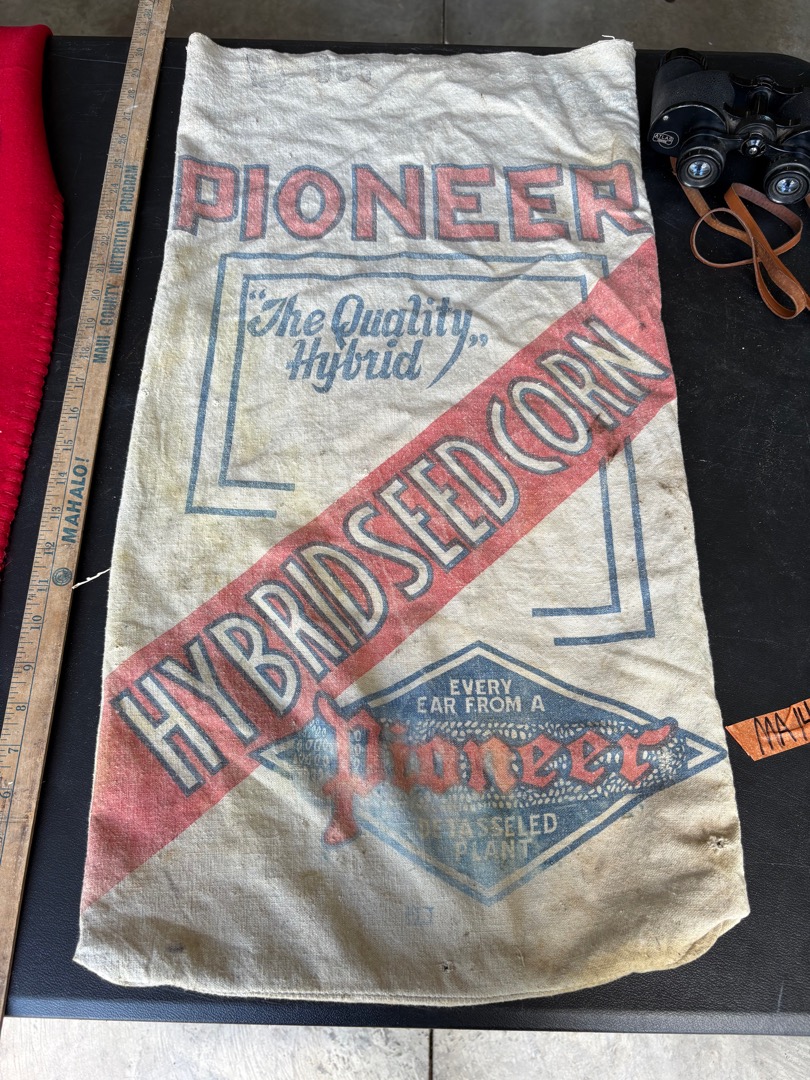 PIONEER
"The Quality
Hybrid"
HYBRID SEED CORN
EVERY
EAR FROM A
Pioneer
DETASSELED
PLANT
MAUI COUNTY NUTRITION PROGRAM
MAHALO!